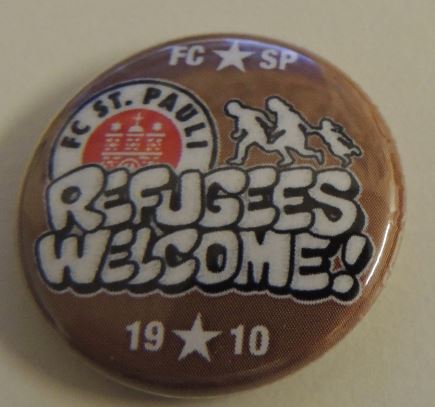 FC ★ SP
FC ST. PAULI
REFUGEES
WELCOME!
19 ★ 10